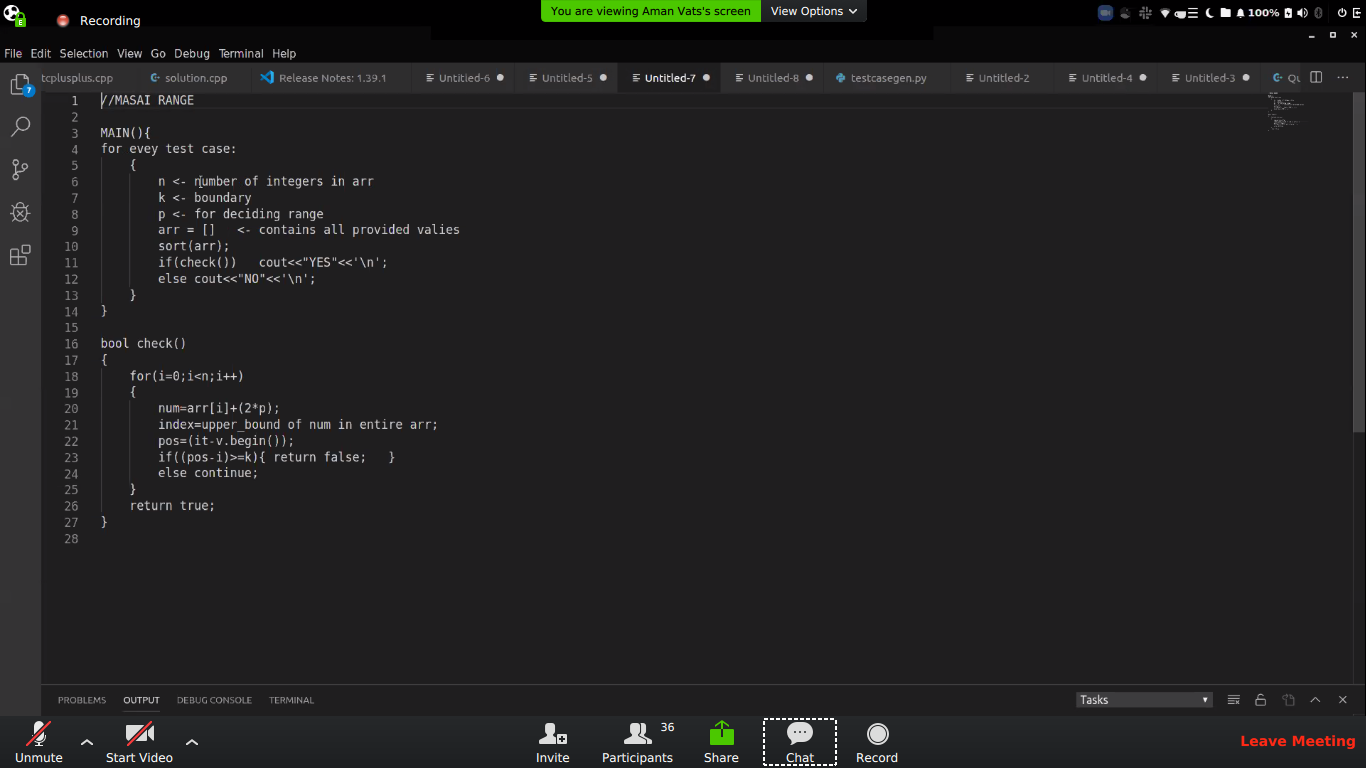 Recording
You are viewing Aman Vats's screen
View Options
100%
File Edit Selection View Go Debug Terminal Help
tcplusplus.cpp
solution.cpp
Release Notes: 1.39.1
Untitled-6
Untitled-5
Untitled-7
Untitled-8
testcasegen.py
Untitled-2
Untitled-4
Untitled-3
Qu
7
1 //MASAI RANGE
2
3 MAIN(){
4 for evey test case:
5 {
6 n <- number of integers in arr
7 k <- boundary
8 p <- for deciding range
9 arr = [] <- contains all provided valies
10 sort(arr);
11 if(check()) cout<<"YES"<<'\n';
12 else cout<<"NO"<<'\n';
13 }
14 }
15
16 bool check()
17 {
18 for(i=0;i<n;i++)
19 {
20 num=arr[i]+(2*p);
21 index=upper_bound of num in entire arr;
22 pos=(it-v.begin());
23 if((pos-i)>=k){ return false; }
24 else continue;
25 }
26 return true;
27 }
28
PROBLEMS OUTPUT DEBUG CONSOLE TERMINAL
Tasks
Unmute
Start Video
Invite
Participants 36
Share
Chat
Record
Leave Meeting